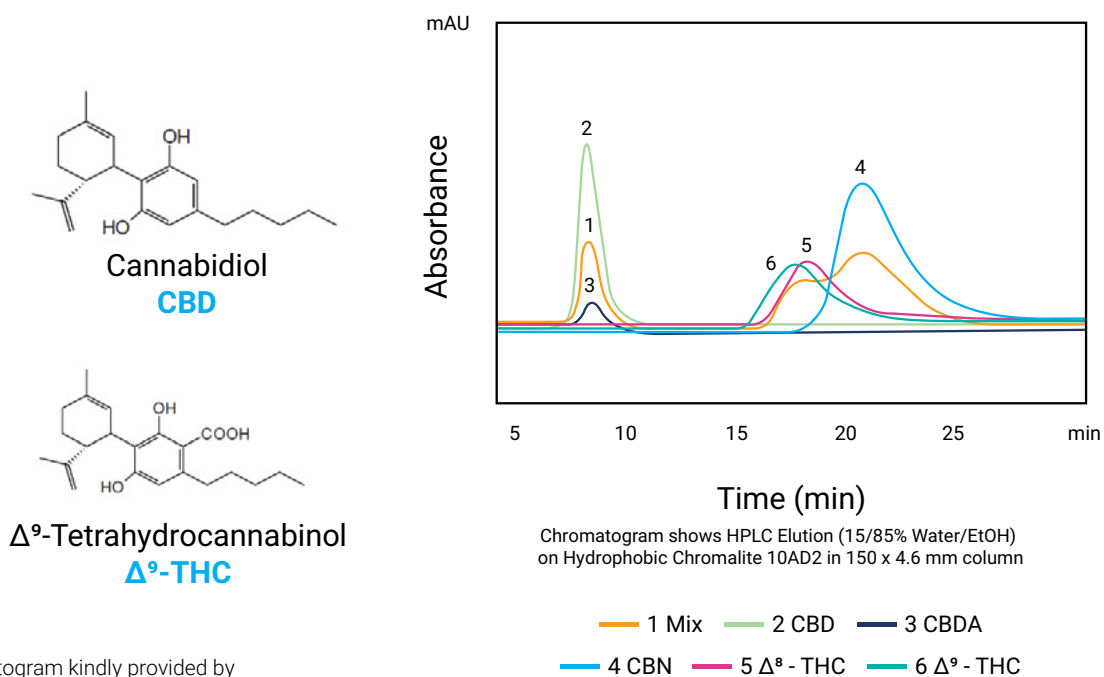 OH
HO
Cannabidiol
CBD
OH
COOH
HO
Δ⁹-Tetrahydrocannabinol
Δ⁹-THC
togram kindly provided by
mAU
Absorbance
2
1
3
6
5
4
5 10 15 20 25 min
Time (min)
Chromatogram shows HPLC Elution (15/85% Water/EtOH)
on Hydrophobic Chromalite 10AD2 in 150 x 4.6 mm column
1 Mix 2 CBD 3 CBDA
4 CBN 5 Δ⁸ - THC 6 Δ⁹ - THC